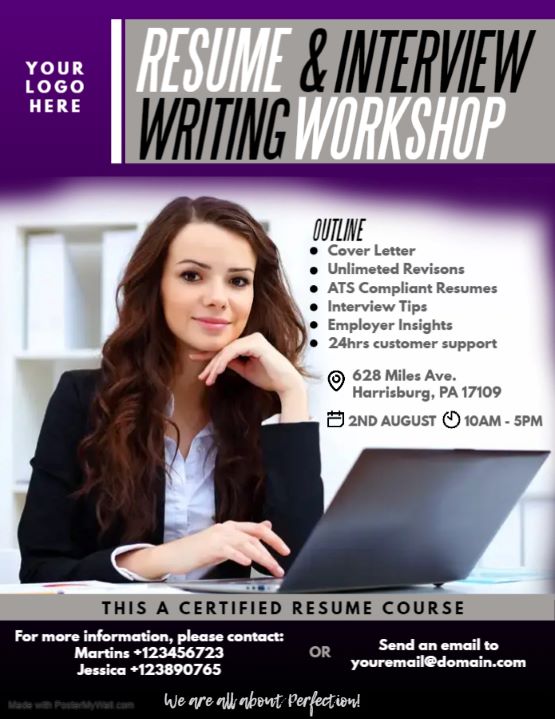 YOUR
LOGO
HERE
RESUME & INTERVIEW
WRITING WORKSHOP
OUTLINE
Cover Letter
Unlimeted Revisons
ATS Compliant Resumes
Interview Tips
Employer Insights
24hrs customer support
628 Miles Ave.
Harrisburg, PA 17109
2ND AUGUST 10AM - 5PM
THIS A CERTIFIED RESUME COURSE
For more information, please contact:
Martins +123456723
Jessica +123890765
OR
Send an email to
youremail@domain.com
We are all about Perfection!
Made with PosterMyWall.com